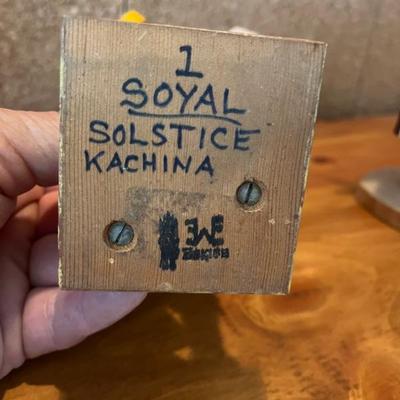 1
SOYAL
SOLSTICE
KACHINA